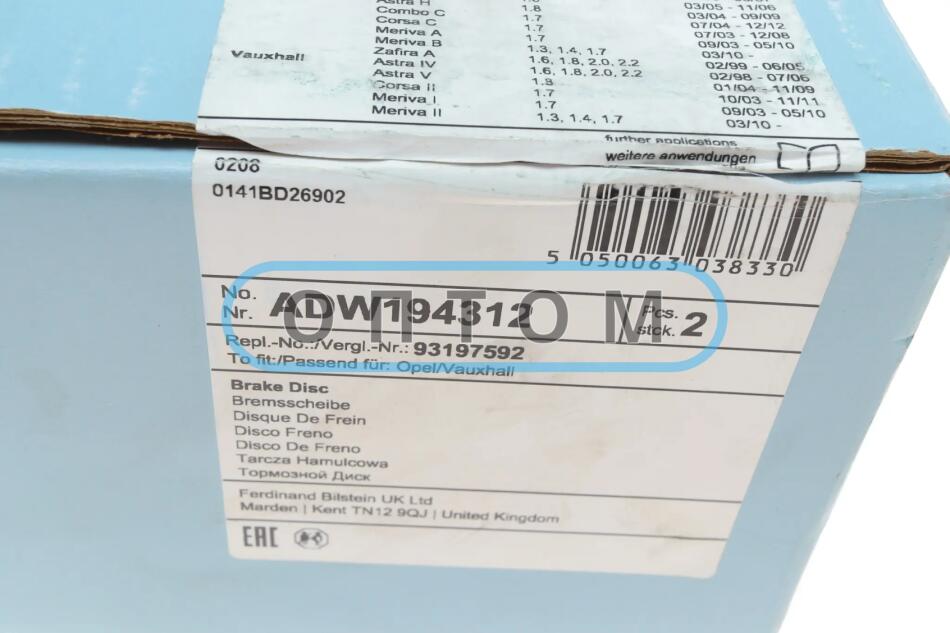 Astra H
Combo C 1.8 03/05 - 11/06
Corsa C 1.7 03/04 - 09/09
Meriva A 1.7 07/04 - 12/12
Meriva B 1.7 07/03 - 12/08
Zafira A 1.3, 1.4, 1.7 09/03 - 05/10
Vauxhall Astra IV 1.6, 1.8, 2.0, 2.2 03/10 -
Astra V 1.6, 1.8, 2.0, 2.2 02/99 - 06/05
Corsa II 1.8 02/98 - 07/06
Meriva I 1.7 01/04 - 11/09
Meriva II 1.7 10/03 - 11/11
1.3, 1.4, 1.7 09/03 - 05/10
03/10 -
further applications
weitere anwendungen
0206
0141BD26902
5 050063 038330
No.
Nr. ADW194312 Pcs.
stck. 2
ОПТОМ
Repl.-No.:/Vergl.-Nr.: 93197592
To fit:/Passend für: Opel/Vauxhall
Brake Disc
Bremsscheibe
Disque De Frein
Disco Freno
Disco De Freno
Tarcza Hamulcowa
Тормозной Диск
Ferdinand Bilstein UK Ltd
Marden | Kent TN12 9QJ | United Kingdom
EAC